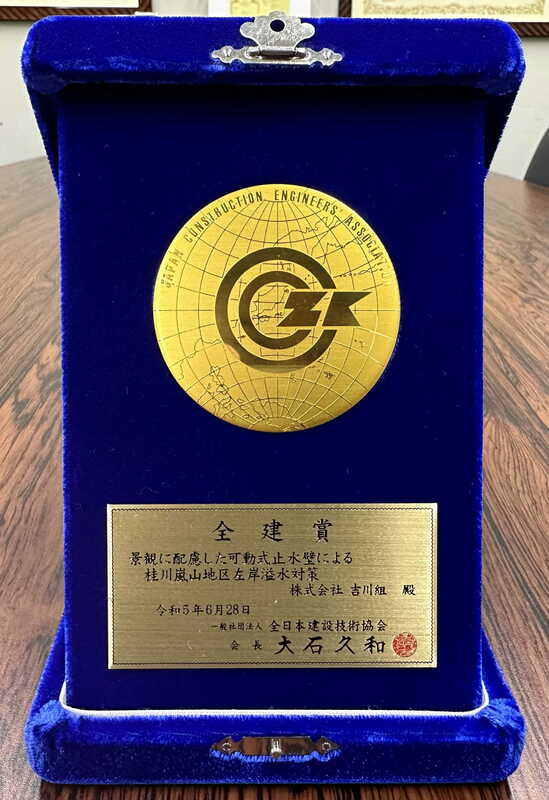 JAPAN CONSTRUCTION ENGINEERS' ASSOCIATION
全建賞
景観に配慮した可動式止水壁による
桂川嵐山地区左岸溢水対策
株式会社 吉川組 殿
令和5年6月28日
一般社団法人 全日本建設技術協会
会長 大石久和